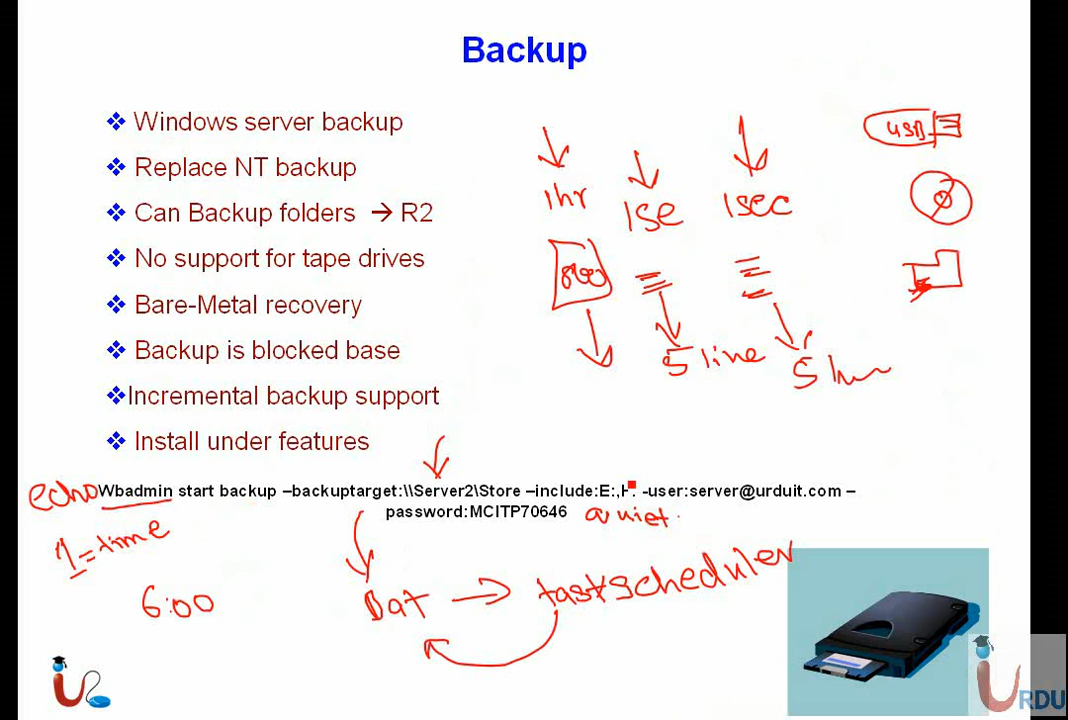 Backup
❖ Windows server backup
❖ Replace NT backup
❖ Can Backup folders → R2
❖ No support for tape drives
❖ Bare-Metal recovery
❖ Backup is blocked base
❖Incremental backup support
❖ Install under features
1hr
1SE
1sec
USB
5 line
5
echo Wbadmin start backup –backuptarget:\\Server2\Store –include:E:, -user:server@urduit.com –
password:MCITP70646 quiet.
1=time
6:00
Bat → taskscheduler
URDU